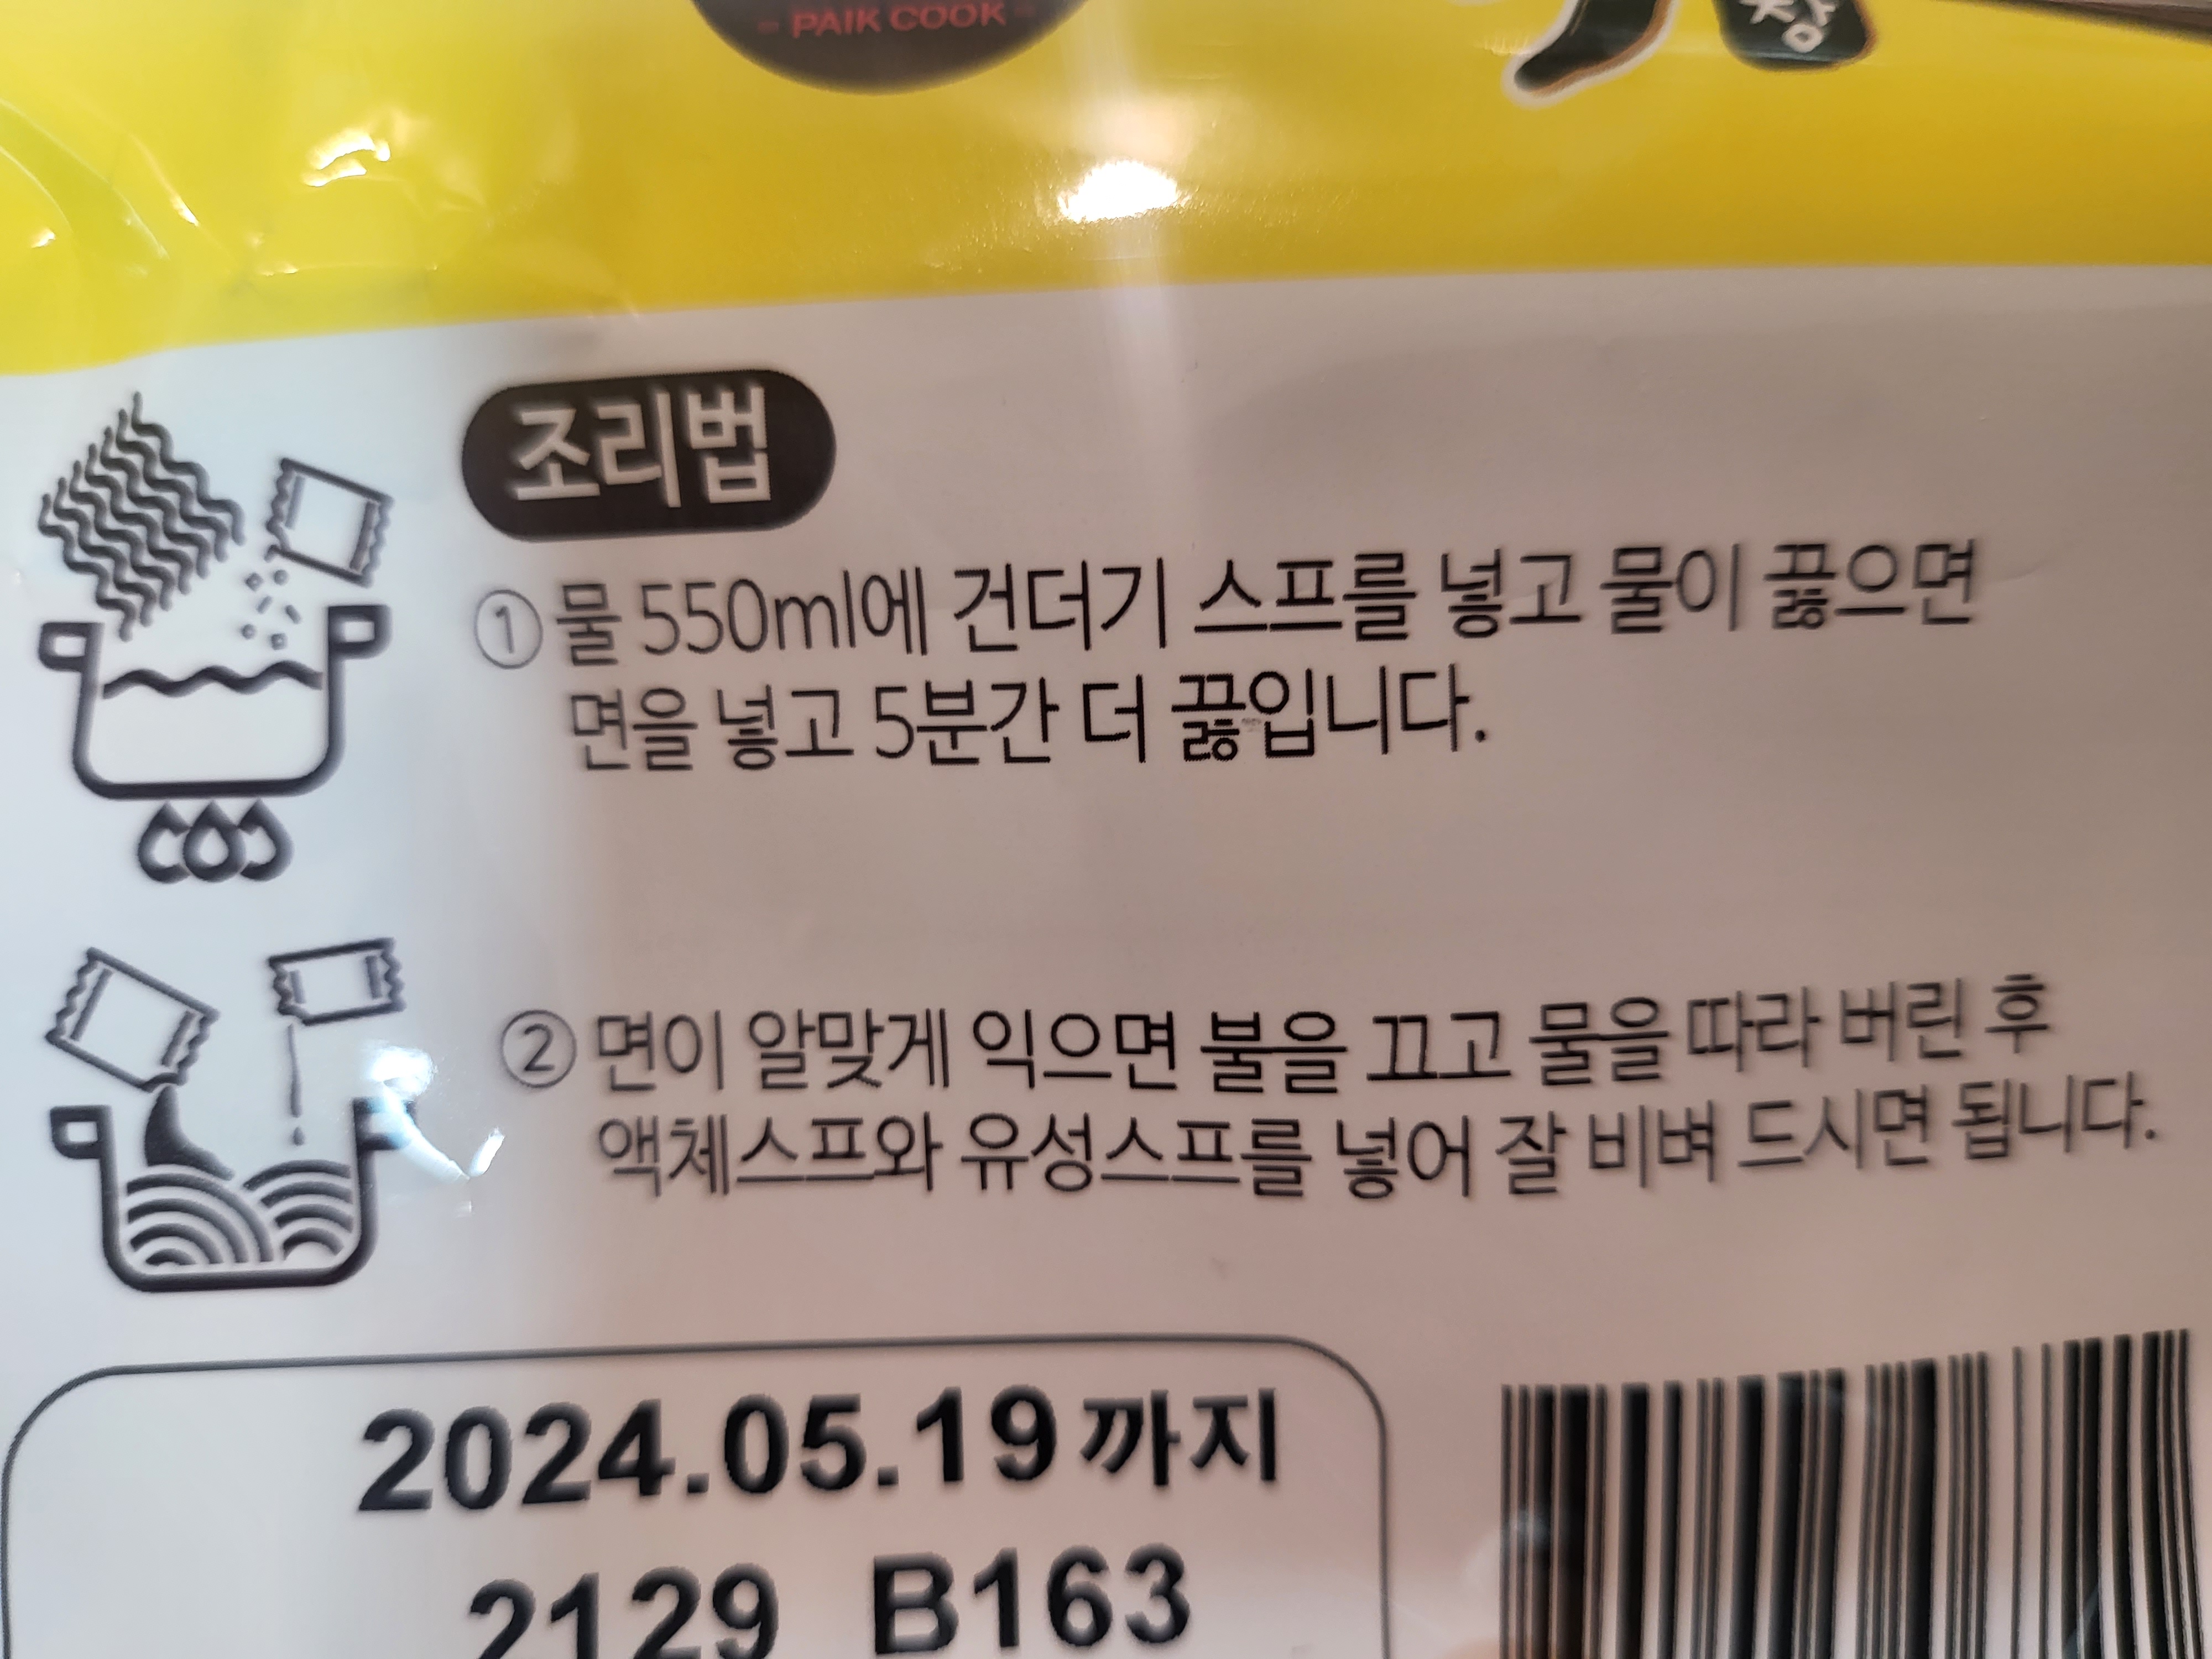 - PAIK COOK -
짱
조리법
① 물 550ml에 건더기 스프를 넣고 물이 끓으면
면을 넣고 5분간 더 끓입니다.
② 면이 알맞게 익으면 불을 끄고 물을 따라 버린 후
액체스프와 유성스프를 넣어 잘 비벼 드시면 됩니다.
2024.05.19까지
2129 B163